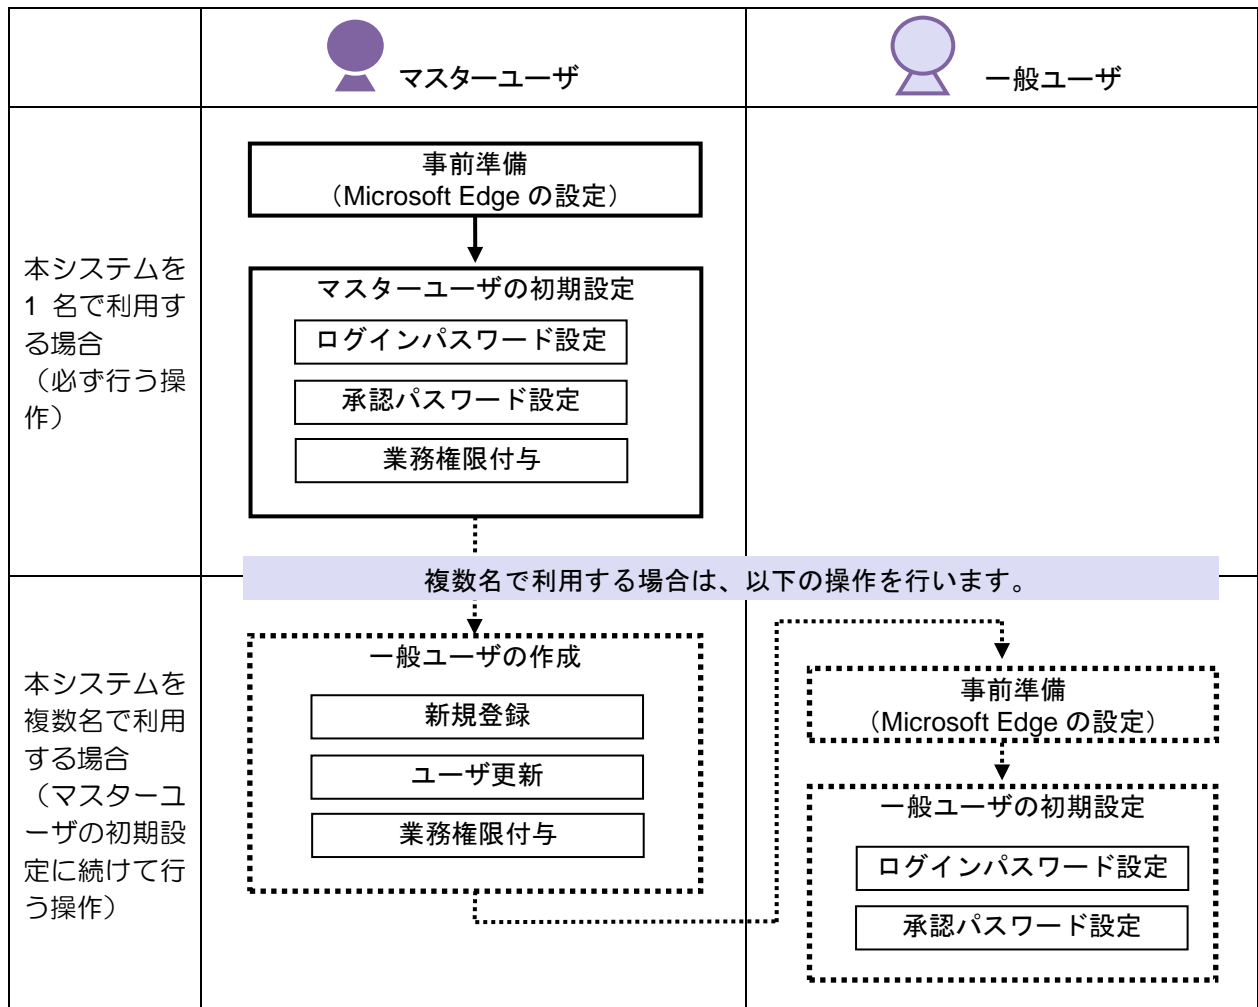 マスターユーザ
一般ユーザ
本システムを
1 名で利用す
る場合
（必ず行う操
作）
事前準備
（Microsoft Edge の設定）
マスターユーザの初期設定
ログインパスワード設定
承認パスワード設定
業務権限付与
複数名で利用する場合は、以下の操作を行います。
本システムを
複数名で利用
する場合
（マスターユ
ーザの初期設
定に続けて行
う操作）
一般ユーザの作成
新規登録
ユーザ更新
業務権限付与
事前準備
（Microsoft Edge の設定）
一般ユーザの初期設定
ログインパスワード設定
承認パスワード設定